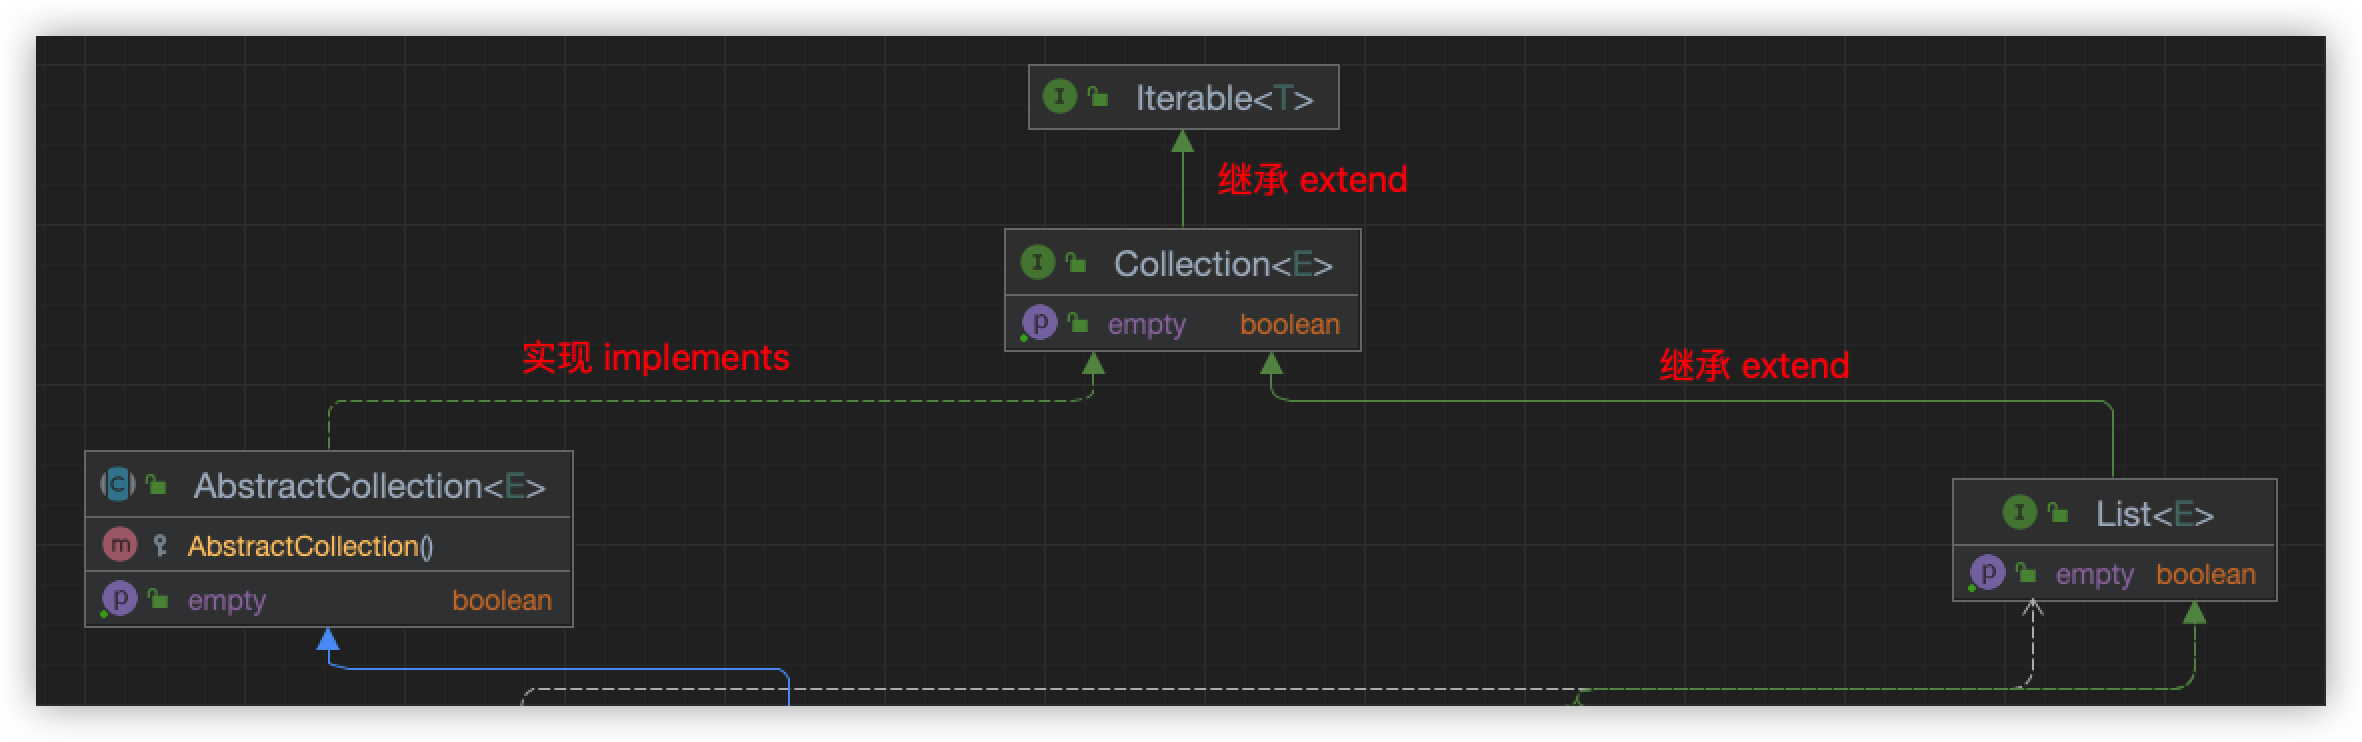 I Iterable<T>
继承 extend
I Collection<E>
p empty boolean
实现 implements
继承 extend
C AbstractCollection<E>
m AbstractCollection()
p empty boolean
I List<E>
p empty boolean